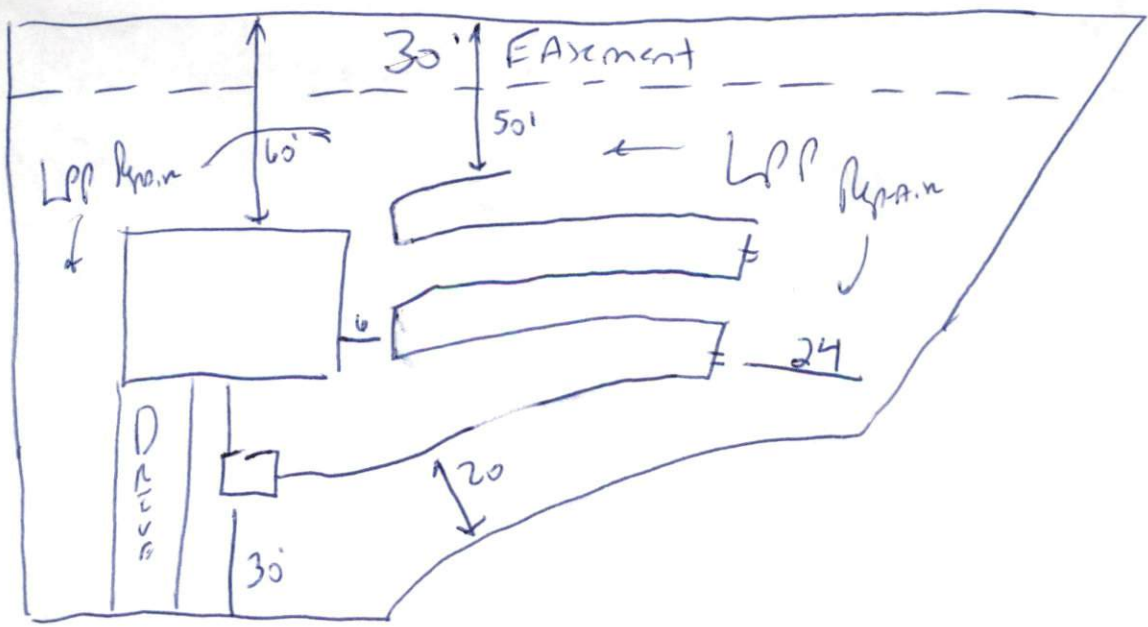 30' EASement
50'
60'
LPP Repair
← LPP
Repair
6
24
DRIVE
20
30'